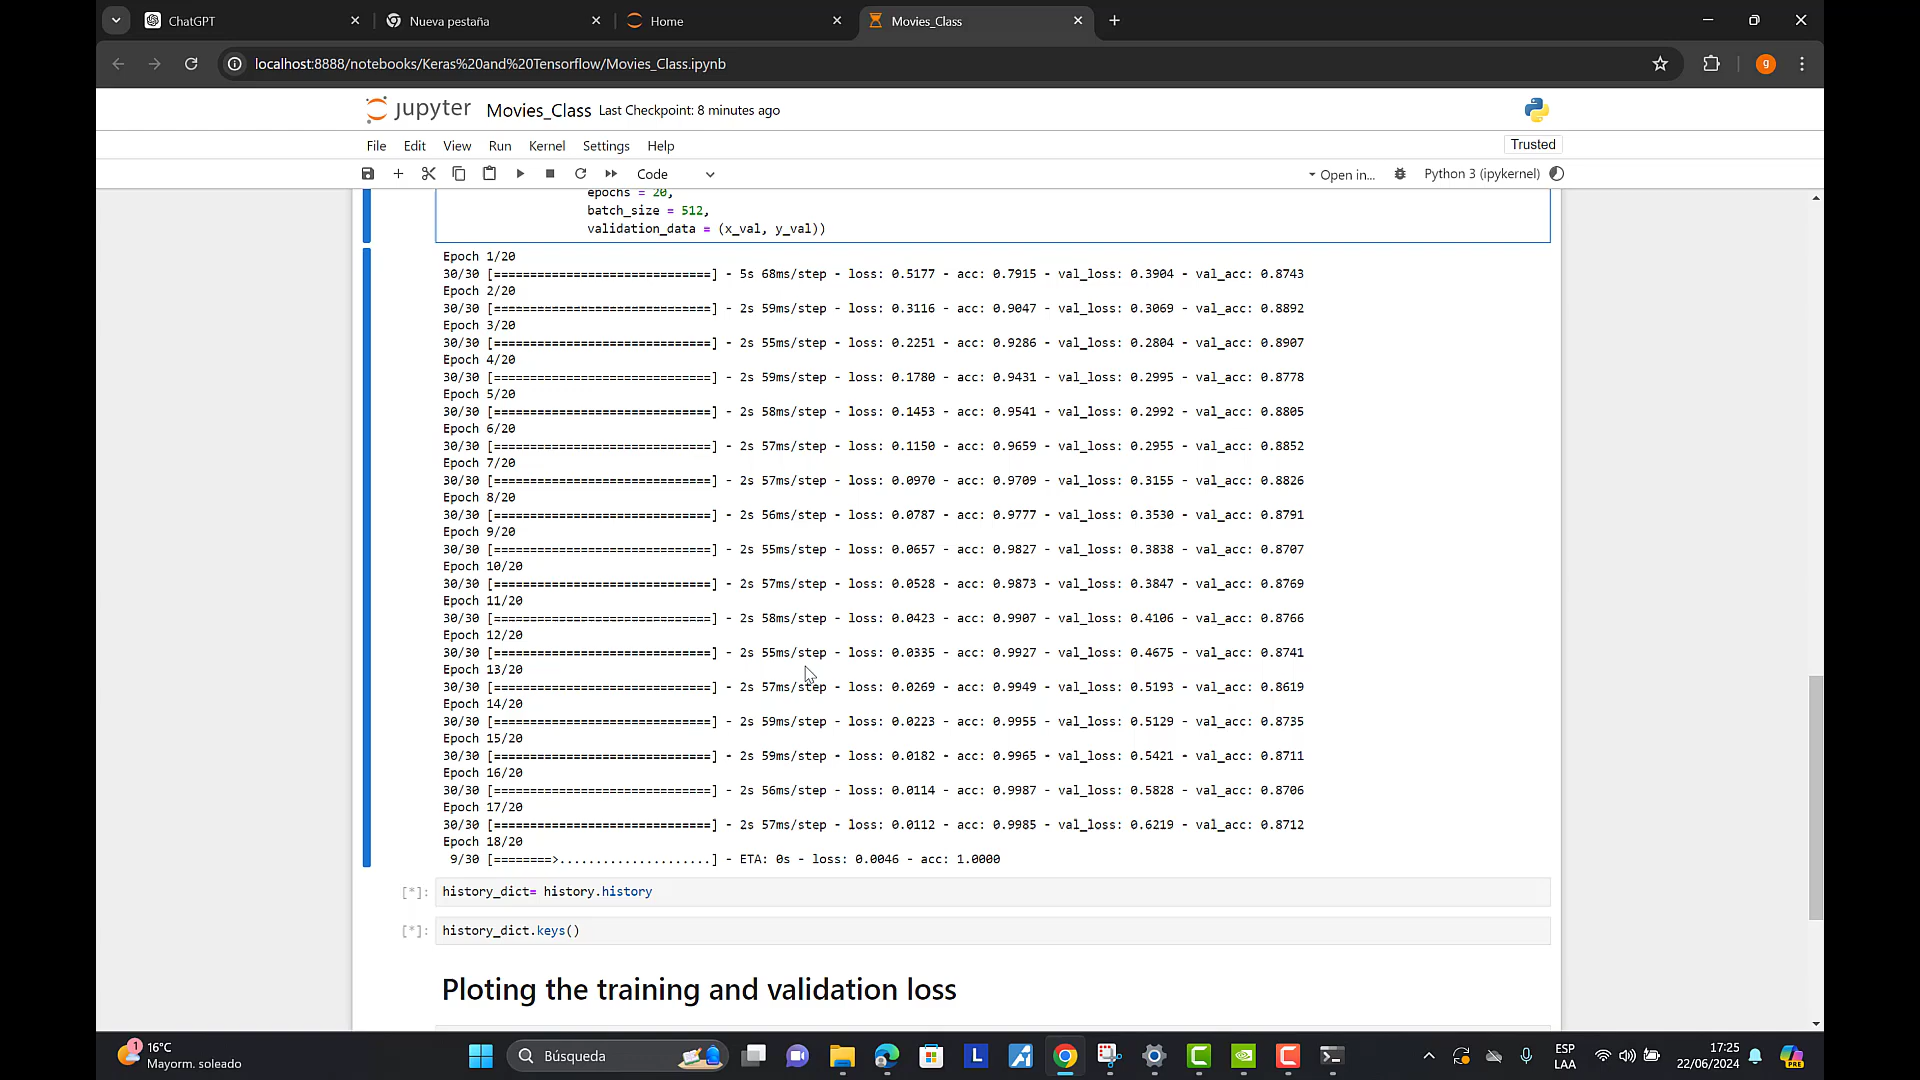 ChatGPT
Nueva pestaña
Home
Movies_Class
localhost:8888/notebooks/Keras%20and%20Tensorflow/Movies_Class.ipynb
g
jupyter Movies_Class Last Checkpoint: 8 minutes ago
File Edit View Run Kernel Settings Help
Trusted
Code
Open in...
Python 3 (ipykernel)
epochs = 20,
batch_size = 512,
validation_data = (x_val, y_val))
Epoch 1/20
30/30 [==============================] - 5s 68ms/step - loss: 0.5177 - acc: 0.7915 - val_loss: 0.3904 - val_acc: 0.8743
Epoch 2/20
30/30 [==============================] - 2s 59ms/step - loss: 0.3116 - acc: 0.9047 - val_loss: 0.3069 - val_acc: 0.8892
Epoch 3/20
30/30 [==============================] - 2s 55ms/step - loss: 0.2251 - acc: 0.9286 - val_loss: 0.2804 - val_acc: 0.8907
Epoch 4/20
30/30 [==============================] - 2s 59ms/step - loss: 0.1780 - acc: 0.9431 - val_loss: 0.2995 - val_acc: 0.8778
Epoch 5/20
30/30 [==============================] - 2s 58ms/step - loss: 0.1453 - acc: 0.9541 - val_loss: 0.2992 - val_acc: 0.8805
Epoch 6/20
30/30 [==============================] - 2s 57ms/step - loss: 0.1150 - acc: 0.9659 - val_loss: 0.2955 - val_acc: 0.8852
Epoch 7/20
30/30 [==============================] - 2s 57ms/step - loss: 0.0970 - acc: 0.9709 - val_loss: 0.3155 - val_acc: 0.8826
Epoch 8/20
30/30 [==============================] - 2s 56ms/step - loss: 0.0787 - acc: 0.9777 - val_loss: 0.3530 - val_acc: 0.8791
Epoch 9/20
30/30 [==============================] - 2s 55ms/step - loss: 0.0657 - acc: 0.9827 - val_loss: 0.3838 - val_acc: 0.8707
Epoch 10/20
30/30 [==============================] - 2s 57ms/step - loss: 0.0528 - acc: 0.9873 - val_loss: 0.3847 - val_acc: 0.8769
Epoch 11/20
30/30 [==============================] - 2s 58ms/step - loss: 0.0423 - acc: 0.9907 - val_loss: 0.4106 - val_acc: 0.8766
Epoch 12/20
30/30 [==============================] - 2s 55ms/step - loss: 0.0335 - acc: 0.9927 - val_loss: 0.4675 - val_acc: 0.8741
Epoch 13/20
30/30 [==============================] - 2s 57ms/step - loss: 0.0269 - acc: 0.9949 - val_loss: 0.5193 - val_acc: 0.8619
Epoch 14/20
30/30 [==============================] - 2s 59ms/step - loss: 0.0223 - acc: 0.9955 - val_loss: 0.5129 - val_acc: 0.8735
Epoch 15/20
30/30 [==============================] - 2s 59ms/step - loss: 0.0182 - acc: 0.9965 - val_loss: 0.5421 - val_acc: 0.8711
Epoch 16/20
30/30 [==============================] - 2s 56ms/step - loss: 0.0114 - acc: 0.9987 - val_loss: 0.5828 - val_acc: 0.8706
Epoch 17/20
30/30 [==============================] - 2s 57ms/step - loss: 0.0112 - acc: 0.9985 - val_loss: 0.6219 - val_acc: 0.8712
Epoch 18/20
9/30 [========>.....................] - ETA: 0s - loss: 0.0046 - acc: 1.0000
[*]: history_dict= history.history
[*]: history_dict.keys()
Ploting the training and validation loss
1
16°C
Mayorm. soleado
Búsqueda
L
ESP
LAA
17:25
22/06/2024
PRE